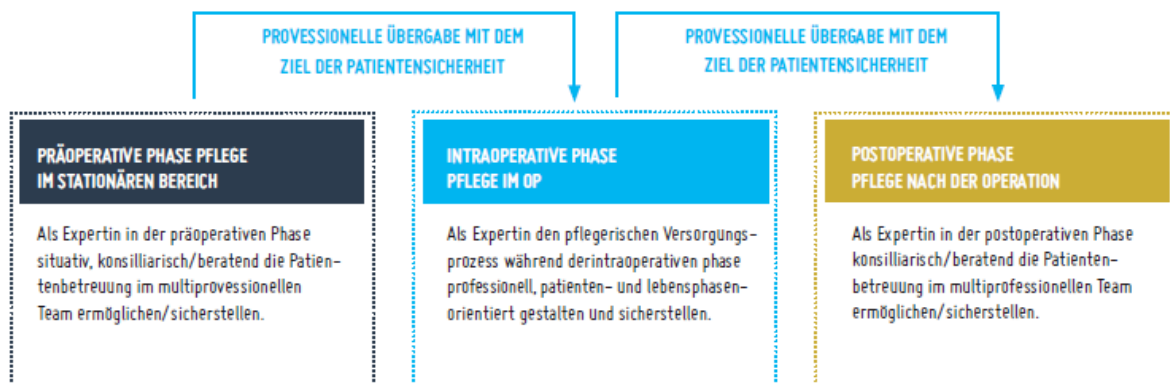 PROVESSIONELLE ÜBERGABE MIT DEM
ZIEL DER PATIENTENSICHERHEIT
PROVESSIONELLE ÜBERGABE MIT DEM
ZIEL DER PATIENTENSICHERHEIT
PRÄOPERATIVE PHASE PFLEGE
IM STATIONÄREN BEREICH
Als Expertin in der präoperativen Phase
situativ, konsilliarisch/beratend die Patien-
tenbetreuung im multiprovessionellen
Team ermöglichen/sicherstellen.
INTRAOPERATIVE PHASE
PFLEGE IM OP
Als Expertin den pflegerischen Versorgungs-
prozess während derintraoperativen phase
professionell, patienten- und lebensphasen-
orientiert gestalten und sicherstellen.
POSTOPERATIVE PHASE
PFLEGE NACH DER OPERATION
Als Expertin in der postoperativen Phase
konsilliarisch/beratend die Patienten-
betreuung im multiprofessionellen Team
ermöglichen/sicherstellen.